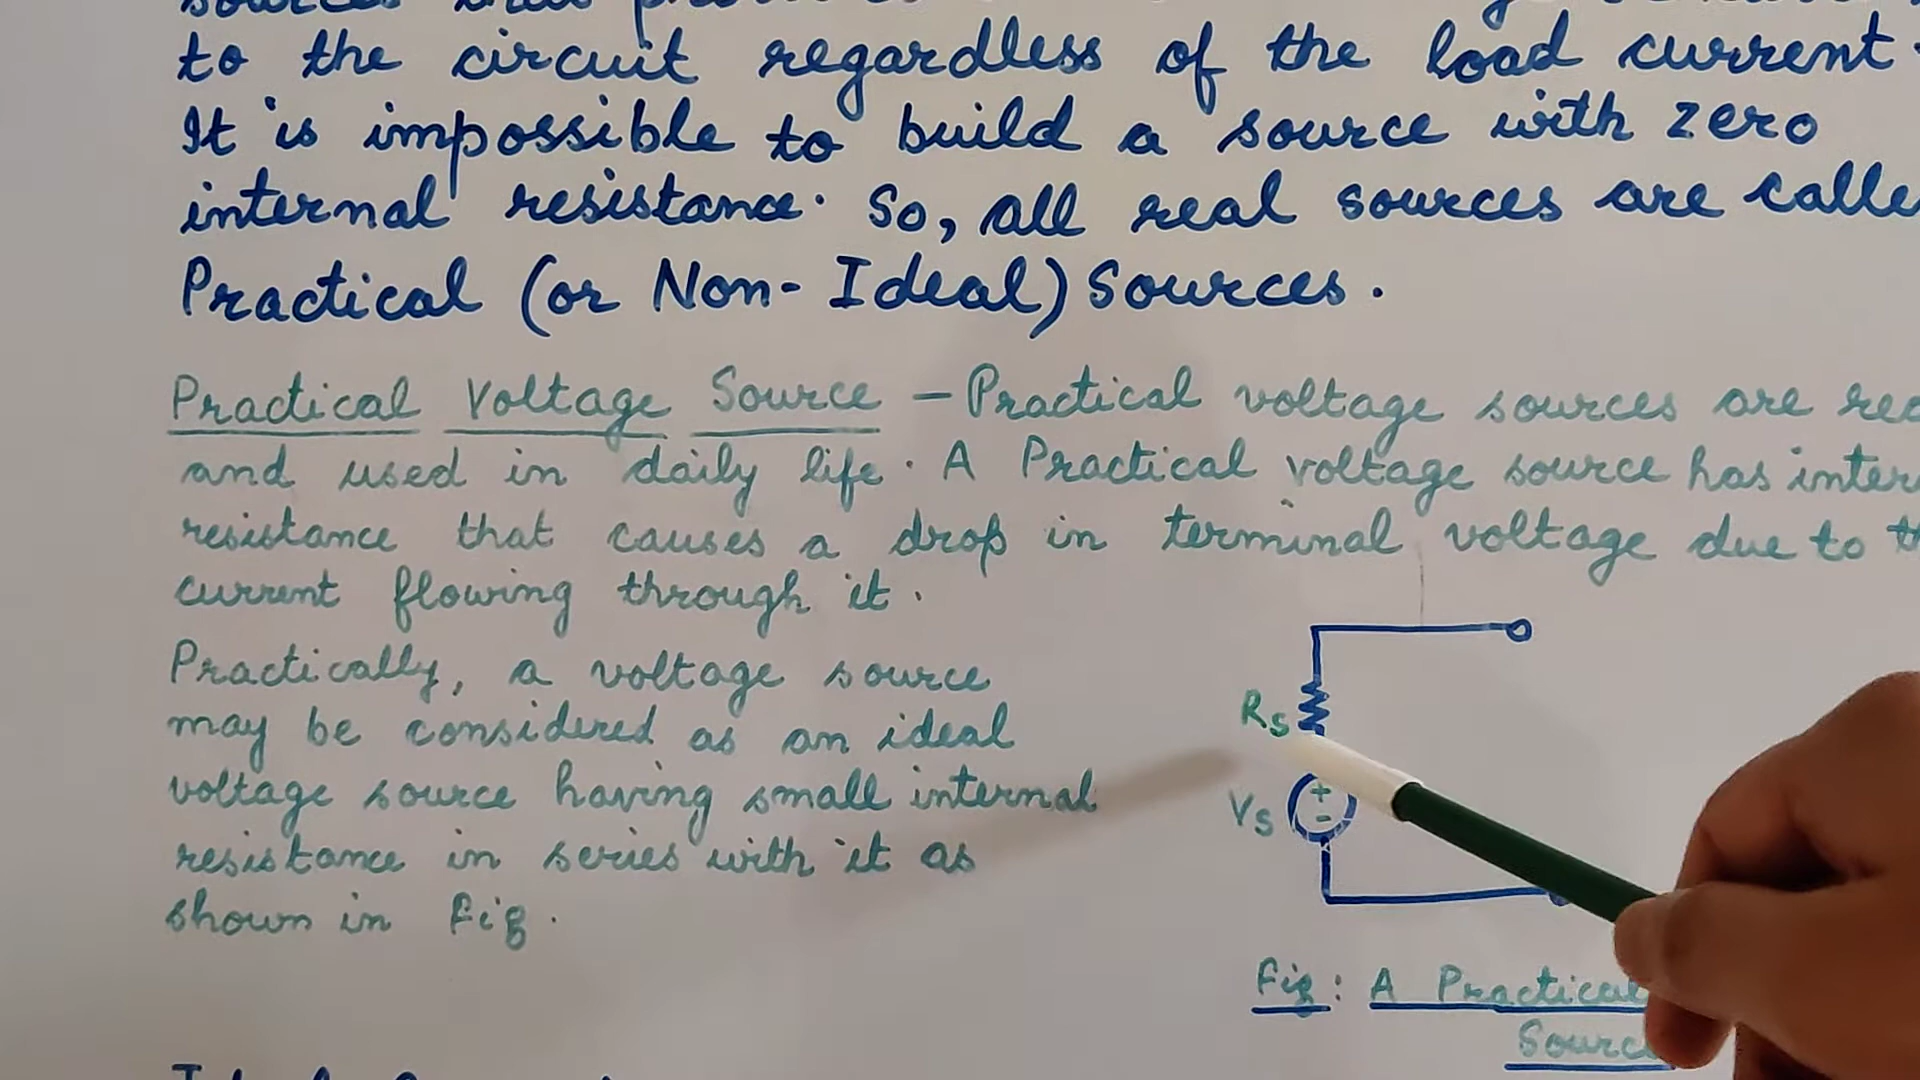 to the circuit regardless of the load current.
It is impossible to build a source with zero
internal resistance. So, all real sources are
Practical (or Non-Ideal) Sources.
Practical Voltage Source - Practical voltage sources are
and used in daily life. A Practical voltage source has
resistance that causes a drop in terminal voltage due to
current flowing through it.
Practically, a voltage source
may be considered as an ideal
voltage source having small internal
resistance in series with it as
shown in Fig.
Rs
+
Vs
-
Fig: A Practical